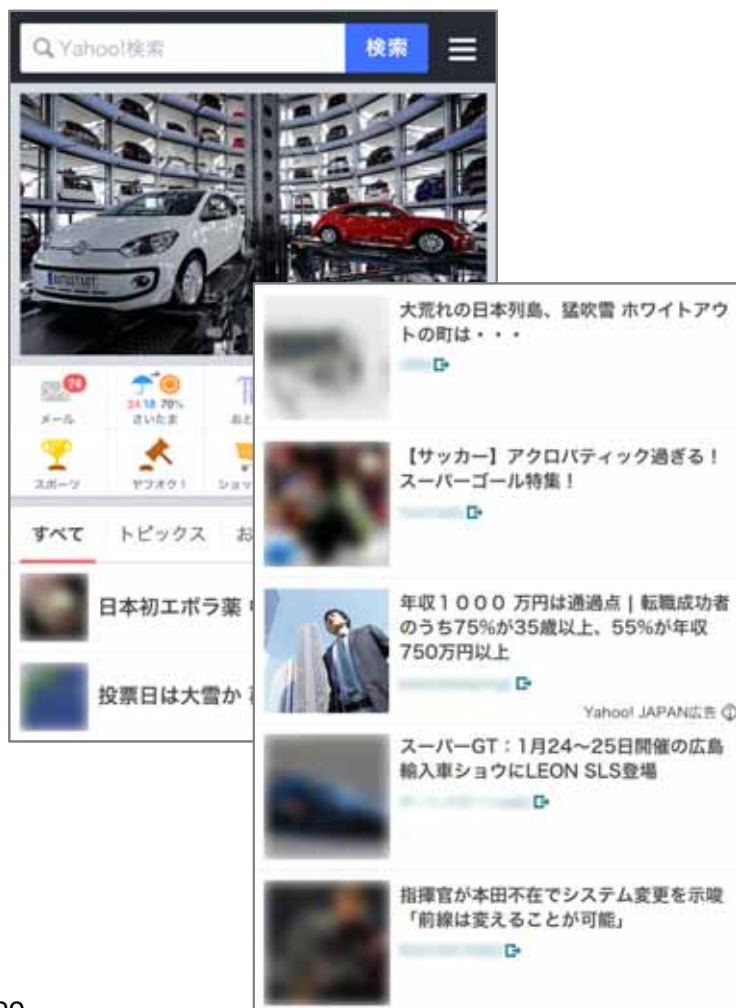 Yahoo!検索
検索
AUTOSTADT
74
メール
24 18 70%
さいたま
スポーツ
ヤフオク!
ショッ
すべて
トピックス
お
日本初エボラ薬
投票日は大雪か
大荒れの日本列島、猛吹雪 ホワイトアウ
トの町は・・・
【サッカー】アクロバティック過ぎる!
スーパーゴール特集!
年収1000 万円は通過点 | 転職成功者
のうち75%が35歳以上、55%が年収
750万円以上
Yahoo! JAPAN広告
スーパーGT:1月24~25日開催の広島
輸入車ショウにLEON SLS登場
指揮官が本田不在でシステム変更を示唆
「前線は変えることが可能」